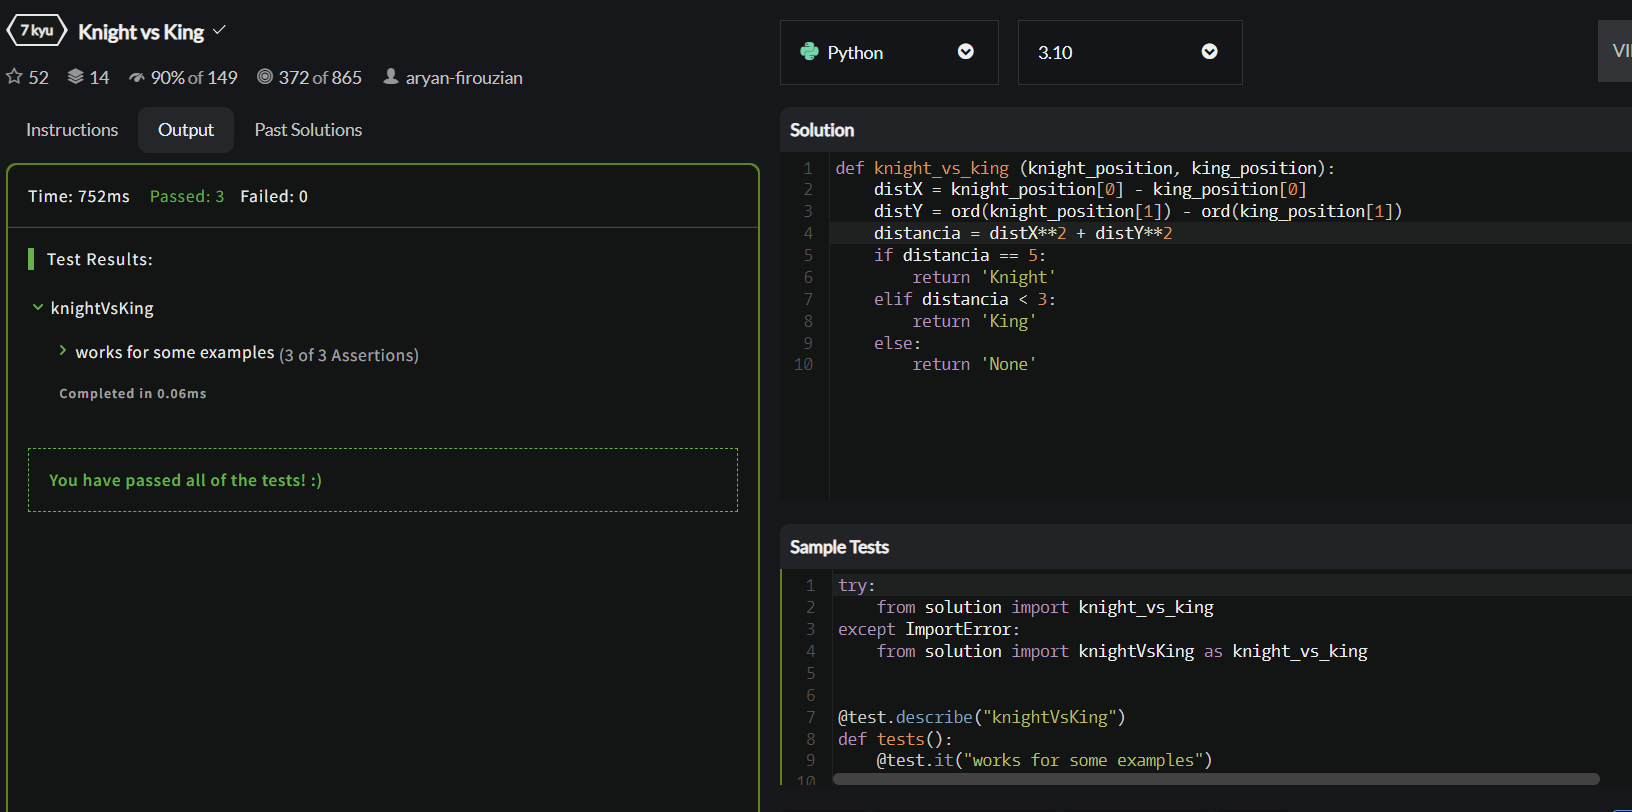 7 kyu Knight vs King
52 14 90% of 149 372 of 865 aryan-firouzian
Instructions Output Past Solutions
Time: 752ms Passed: 3 Failed: 0
Test Results:
knightVsKing
works for some examples (3 of 3 Assertions)
Completed in 0.06ms
You have passed all of the tests! :)
Python 3.10
Solution
1 def knight_vs_king (knight_position, king_position):
2     distX = knight_position[0] - king_position[0]
3     distY = ord(knight_position[1]) - ord(king_position[1])
4     distancia = distX**2 + distY**2
5     if distancia == 5:
6         return 'Knight'
7     elif distancia < 3:
8         return 'King'
9     else:
10         return 'None'
Sample Tests
1 try:
2     from solution import knight_vs_king
3 except ImportError:
4     from solution import knightVsKing as knight_vs_king
5
6
7 @test.describe("knightVsKing")
8 def tests():
9     @test.it("works for some examples")
10